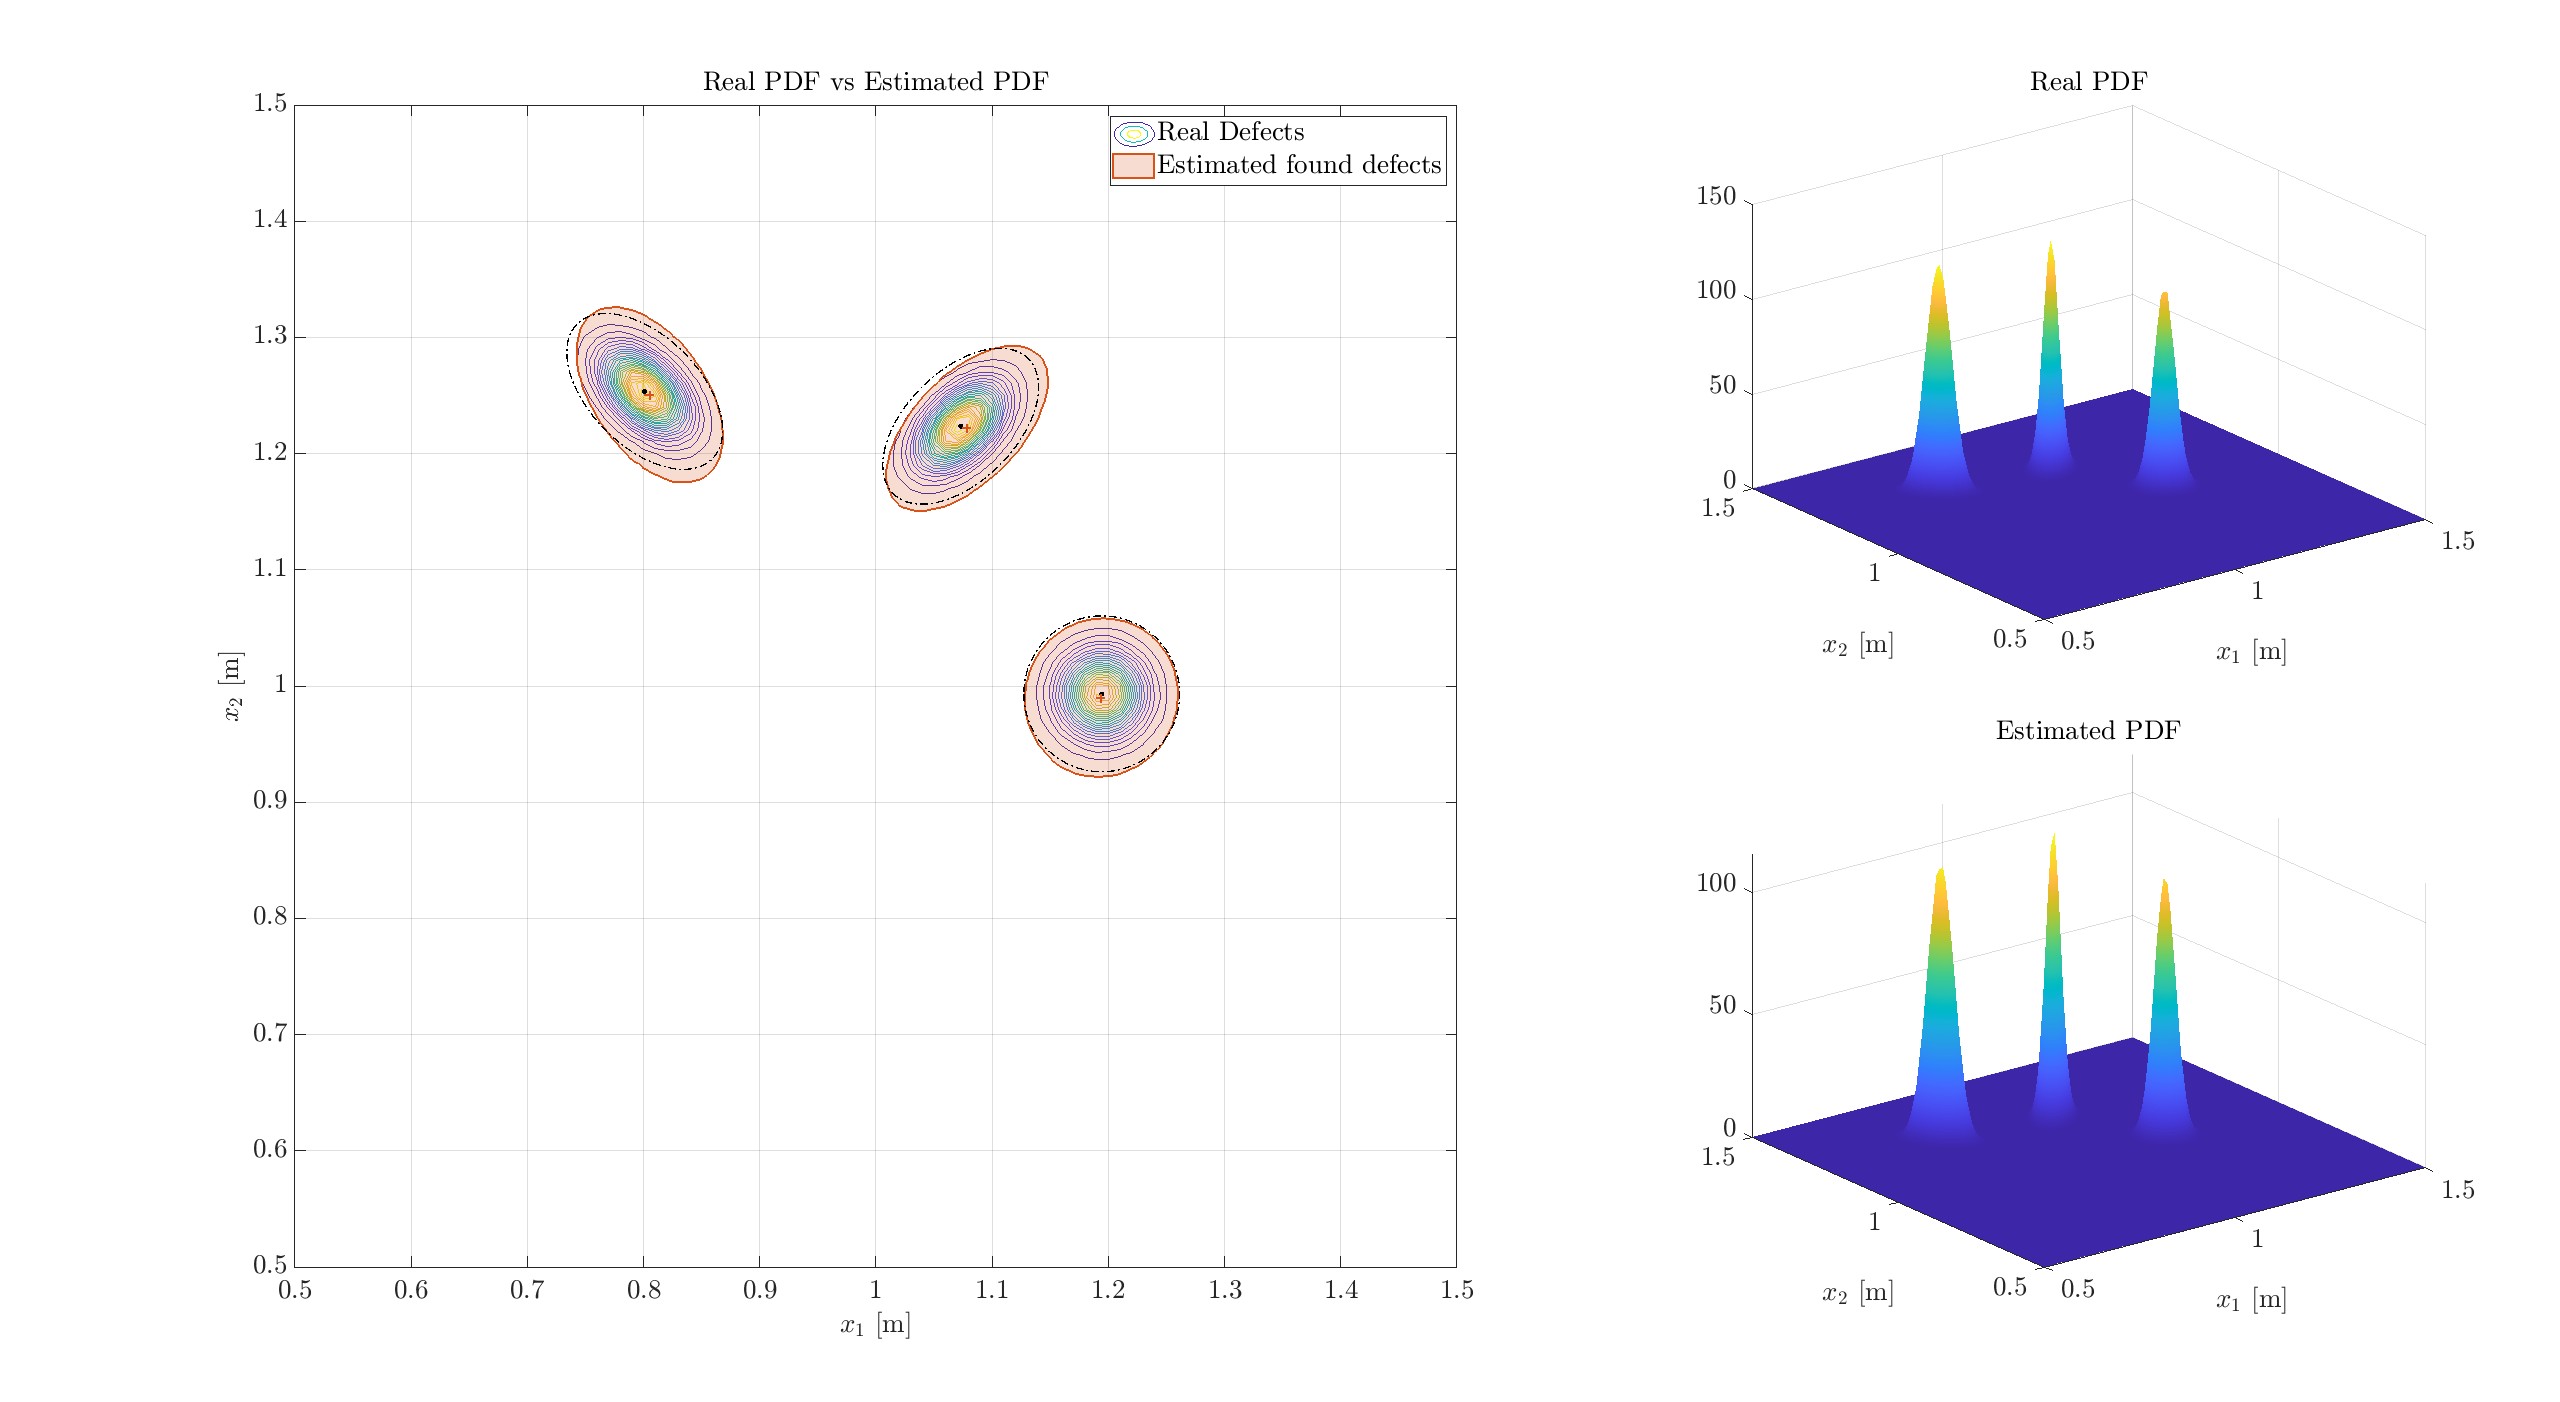 Real PDF vs Estimated PDF
Real Defects
Estimated found defects
1.5
1.4
1.3
1.2
1.1
1
0.9
0.8
0.7
0.6
0.5
x2 [m]
0.5 0.6 0.7 0.8 0.9 1 1.1 1.2 1.3 1.4 1.5
x1 [m]
Real PDF
150
100
50
0
1.5
1
0.5
x2 [m]
0.5
1
1.5
x1 [m]
Estimated PDF
100
50
0
1.5
1
0.5
x2 [m]
0.5
1
1.5
x1 [m]